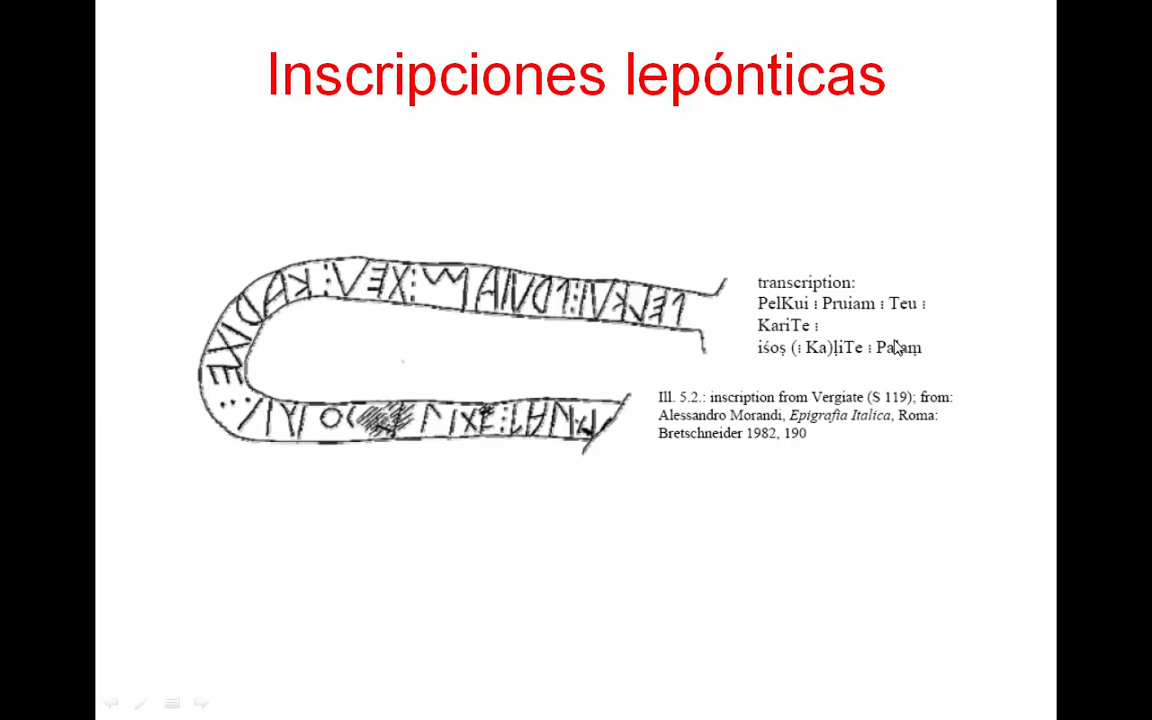 Inscripciones lepónticas
transcription:
PelKui ⁝ Pruiam ⁝ Teu ⁝
KariTe ⁝
iśoṣ (⁝ Ka)ḷiTe ⁝ Palaṃ
Ill. 5.2.: inscription from Vergiate (S 119); from:
Alessandro Morandi, Epigrafia Italica, Roma:
Bretschneider 1982, 190